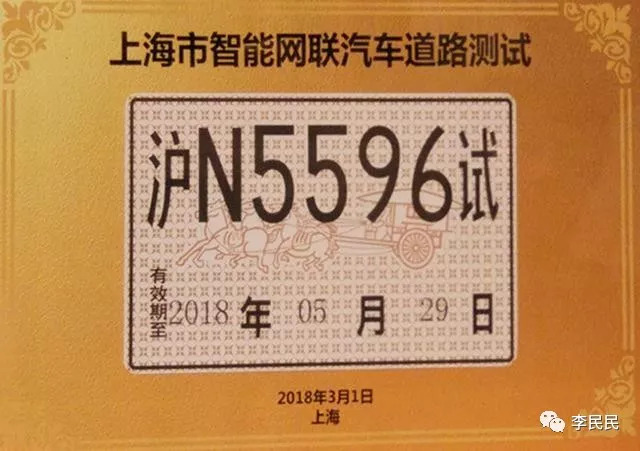 上海市智能网联汽车道路测试
沪N5596试
有效期至2018年05月29日
2018年3月1日
上海
李民民